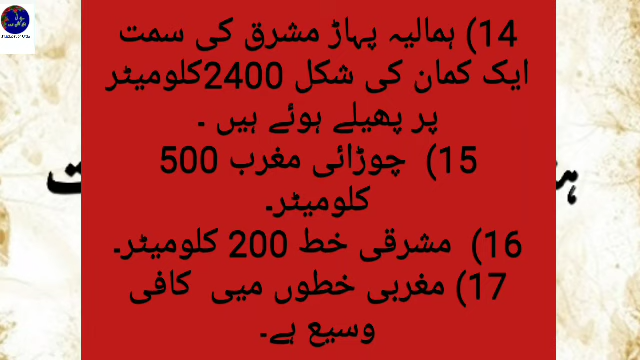 14) ہمالیہ پہاڑ مشرق کی سمت
ایک کمان کی شکل 2400کلومیٹر
پر پھیلے ہوئے ہیں ۔
15) چوڑائی مغرب 500
کلومیٹر۔
16) مشرقی خط 200 کلومیٹر۔
17) مغربی خطوں میی کافی
وسیع ہے۔